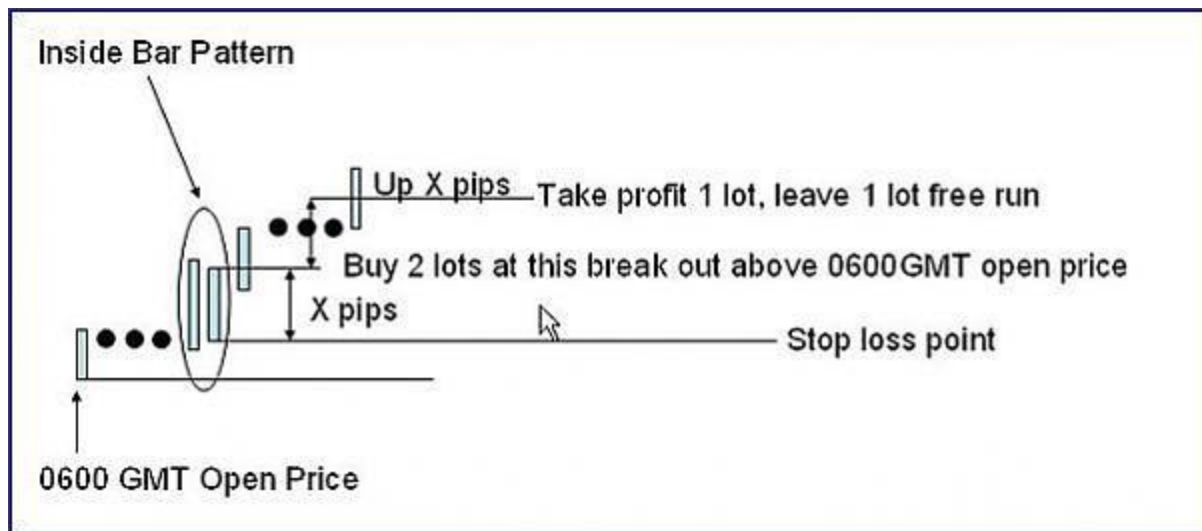 Inside Bar Pattern
Up X pips
Take profit 1 lot, leave 1 lot free run
Buy 2 lots at this break out above 0600GMT open price
X pips
Stop loss point
0600 GMT Open Price